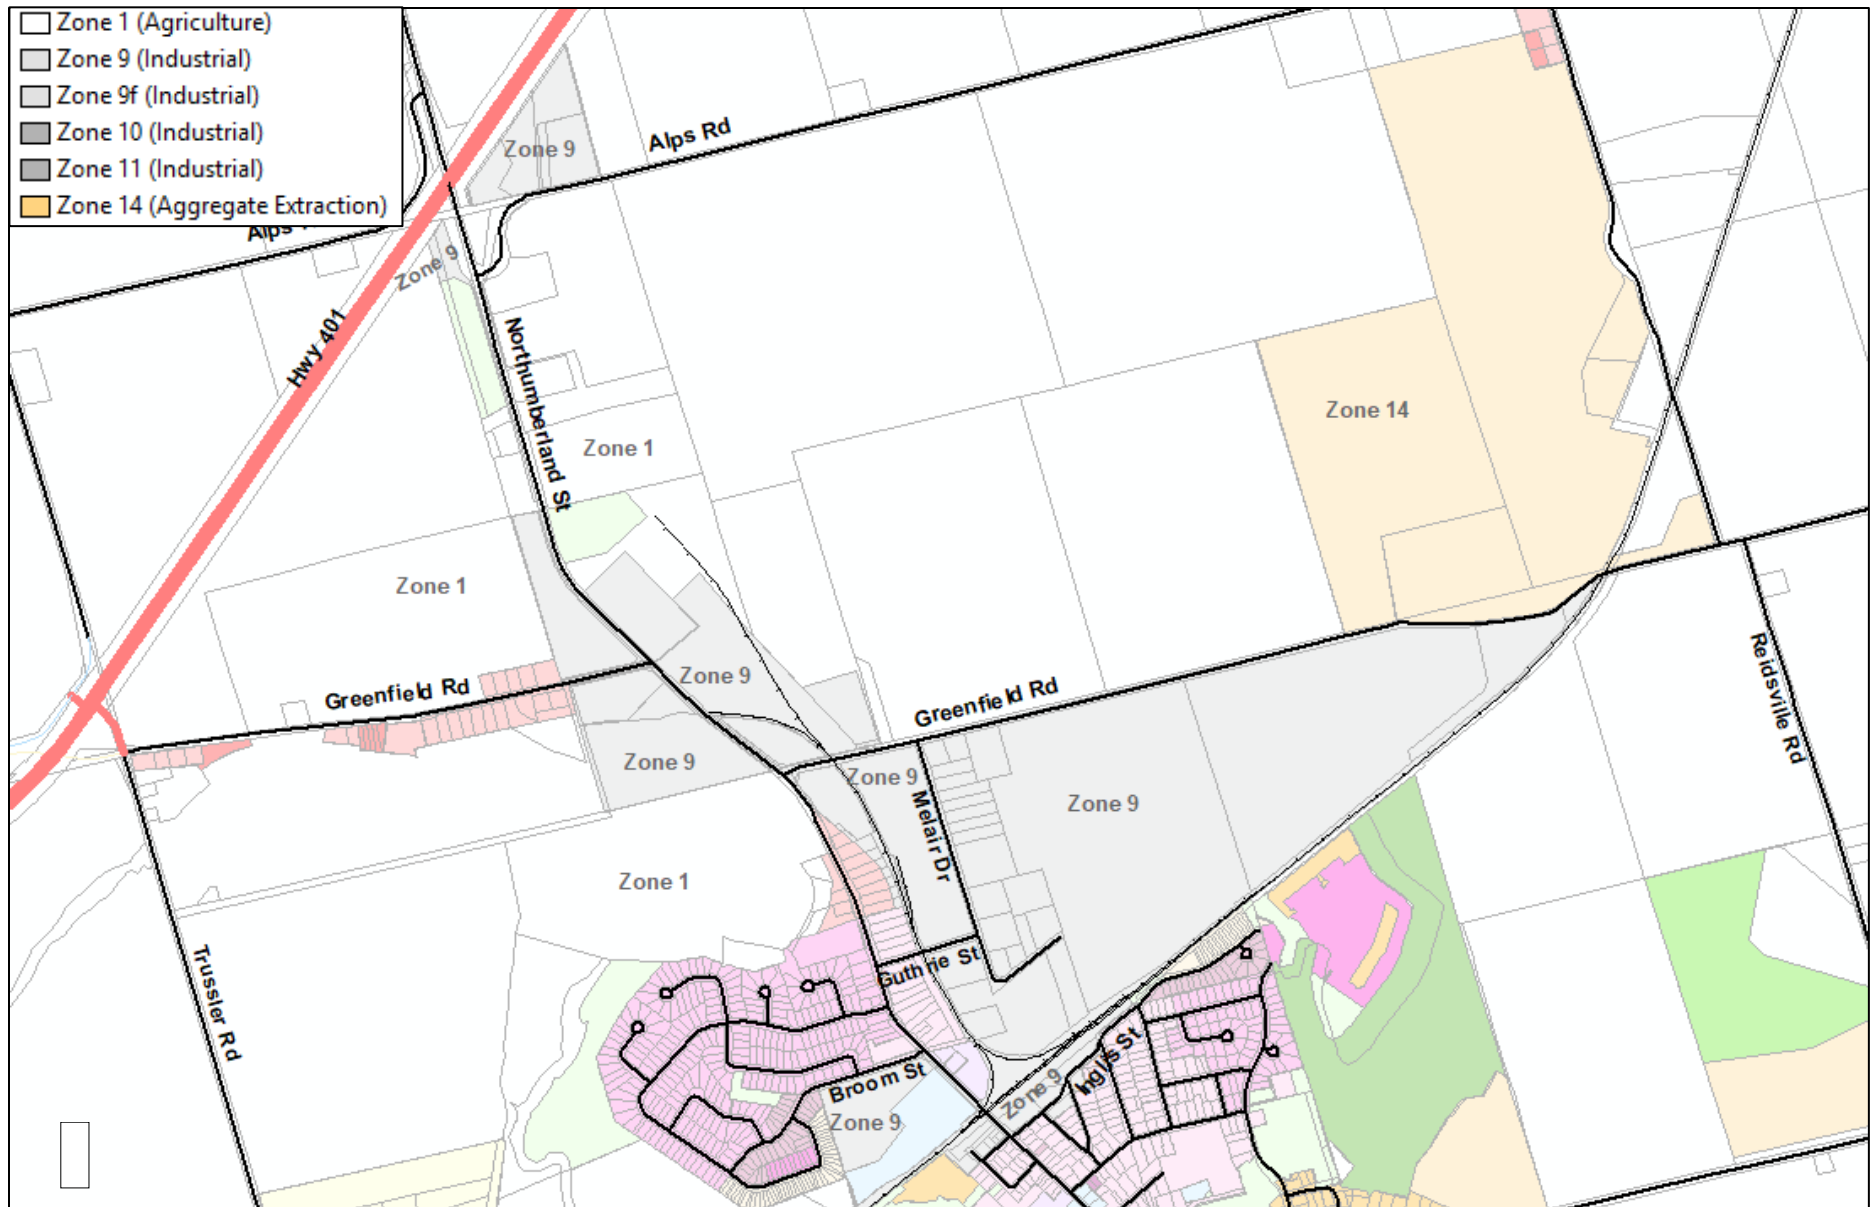 Zone 1 (Agriculture)
Zone 9 (Industrial)
Zone 9f (Industrial)
Zone 10 (Industrial)
Zone 11 (Industrial)
Zone 14 (Aggregate Extraction)
Zone 9
Alps Rd
Alps
Zone 9
Hwy 401
Northumberland St
Zone 14
Zone 1
Zone 1
Greenfield Rd
Zone 9
Greenfield Rd
Reidsville Rd
Zone 9
Zone 9
Melair Dr
Zone 9
Zone 1
Trussler Rd
Guthrie St
Broom St
Zone 9
Inglis St
Zone 9